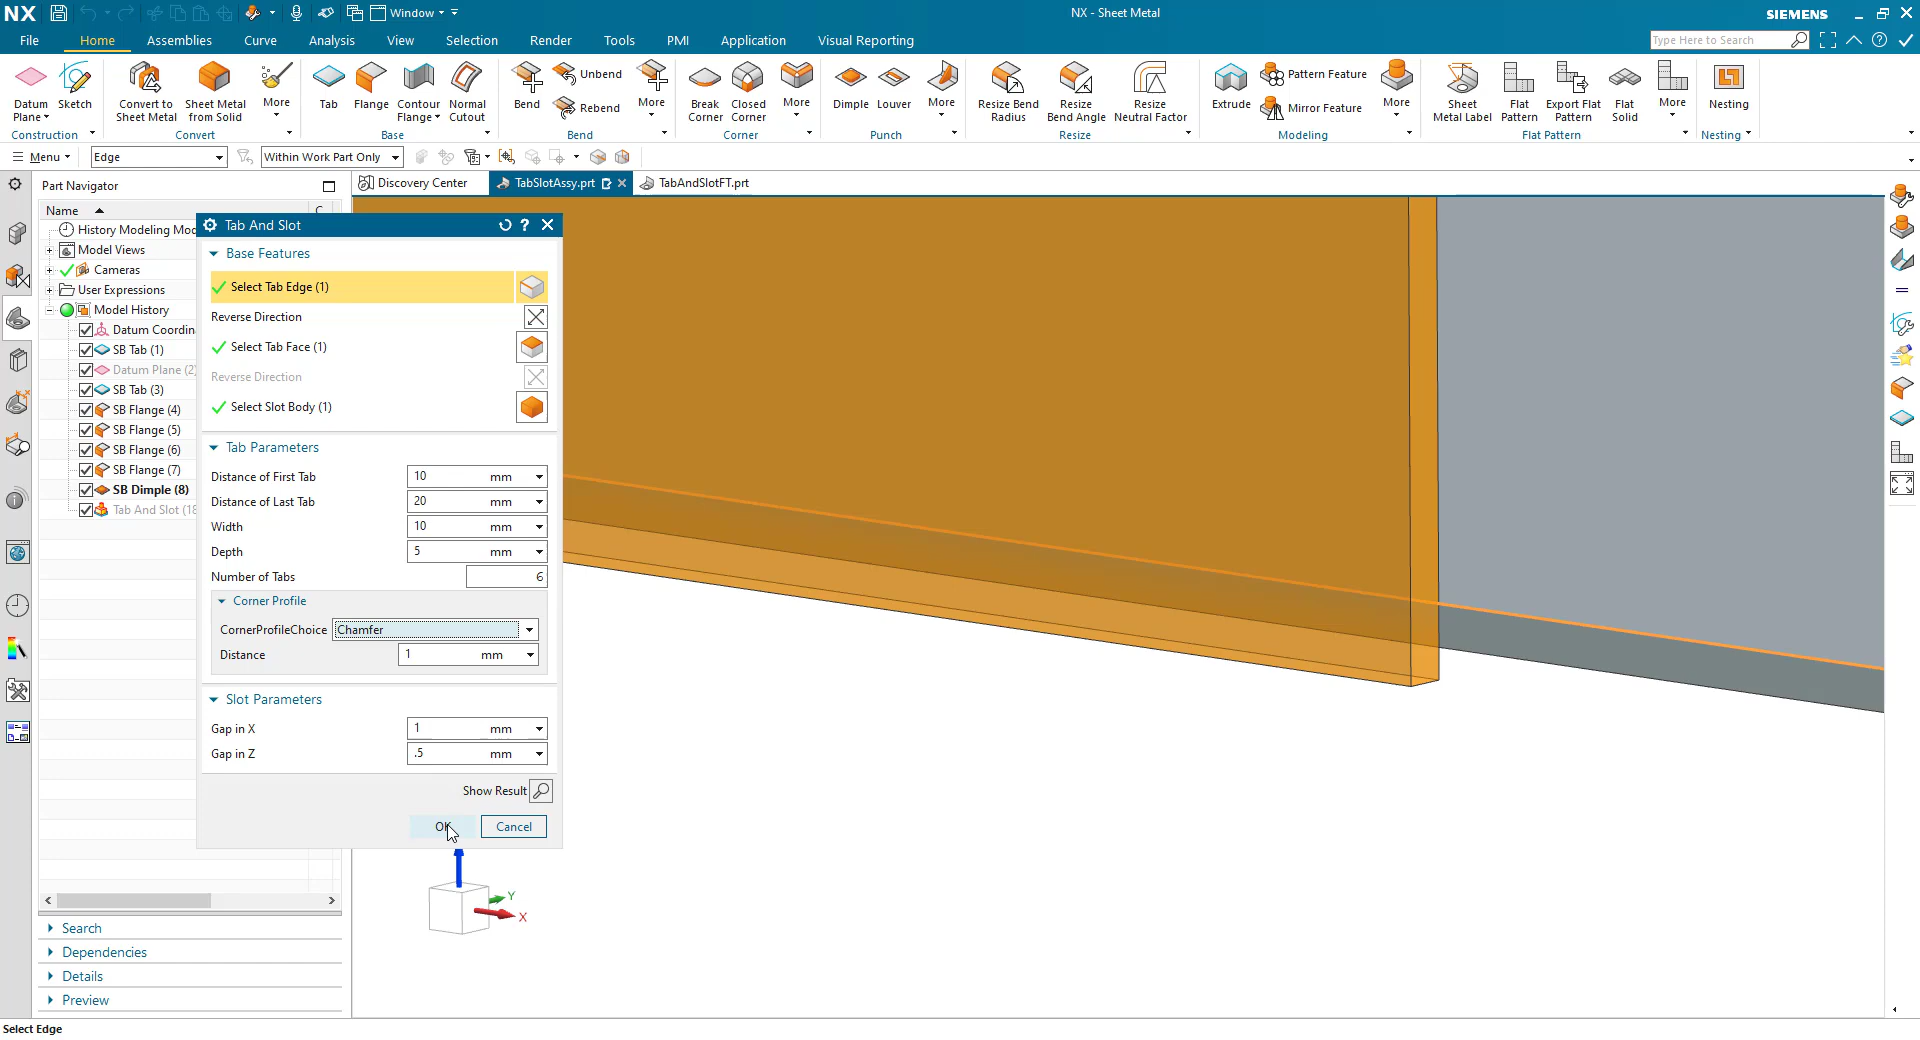 NX
Window
NX - Sheet Metal
SIEMENS
File
Home
Assemblies
Curve
Analysis
View
Selection
Render
Tools
PMI
Application
Visual Reporting
Type Here to Search
Datum Plane
Sketch
Convert to Sheet Metal
Sheet Metal from Solid
More
Tab
Flange
Contour Flange
Normal Cutout
Bend
Unbend
Rebend
More
Break Corner
Closed Corner
More
Dimple
Louver
More
Resize Bend Radius
Resize Bend Angle
Resize Neutral Factor
Extrude
Pattern Feature
Mirror Feature
More
Sheet Metal Label
Flat Pattern
Export Flat Pattern
Flat Solid
More
Nesting
Construction
Convert
Base
Bend
Corner
Punch
Resize
Modeling
Flat Pattern
Nesting
Menu
Edge
Within Work Part Only
Part Navigator
Discovery Center
TabSlotAssy.prt
TabAndSlotFT.prt
Name
C
History Modeling Mod
Model Views
Cameras
User Expressions
Model History
Datum Coordin
SB Tab (1)
Datum Plane (2)
SB Tab (3)
SB Flange (4)
SB Flange (5)
SB Flange (6)
SB Flange (7)
SB Dimple (8)
Tab And Slot (18
Search
Dependencies
Details
Preview
Tab And Slot
Base Features
Select Tab Edge (1)
Reverse Direction
Select Tab Face (1)
Reverse Direction
Select Slot Body (1)
Tab Parameters
Distance of First Tab 10 mm
Distance of Last Tab 20 mm
Width 10 mm
Depth 5 mm
Number of Tabs 6
Corner Profile
CornerProfileChoice Chamfer
Distance 1 mm
Slot Parameters
Gap in X 1 mm
Gap in Z .5 mm
Show Result
OK
Cancel
Y
X
Select Edge